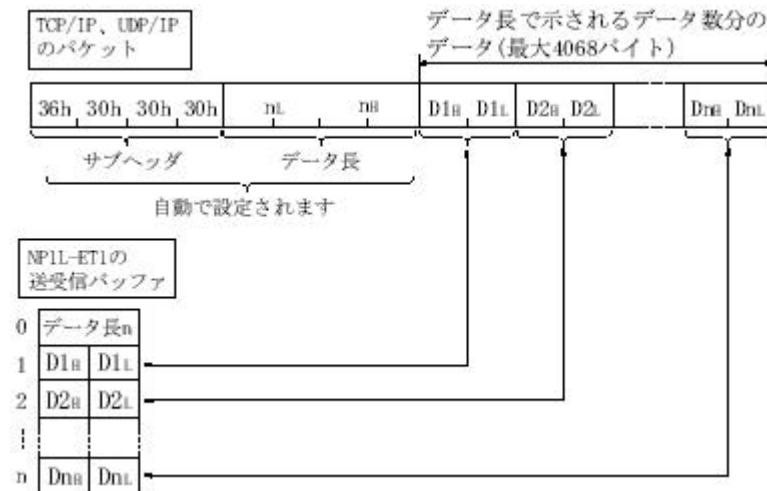 TCP/IP、UDP/IP
のパケット
データ長で示されるデータ数分の
データ(最大4068バイト)
36h 30h 30h 30h nL nH D1H D1L D2H D2L DnH DnL
サブヘッダ データ長
自動で設定されます
NP1L-ET1の
送受信バッファ
0 データ長n
1 D1H D1L
2 D2H D2L
n DnH DnL